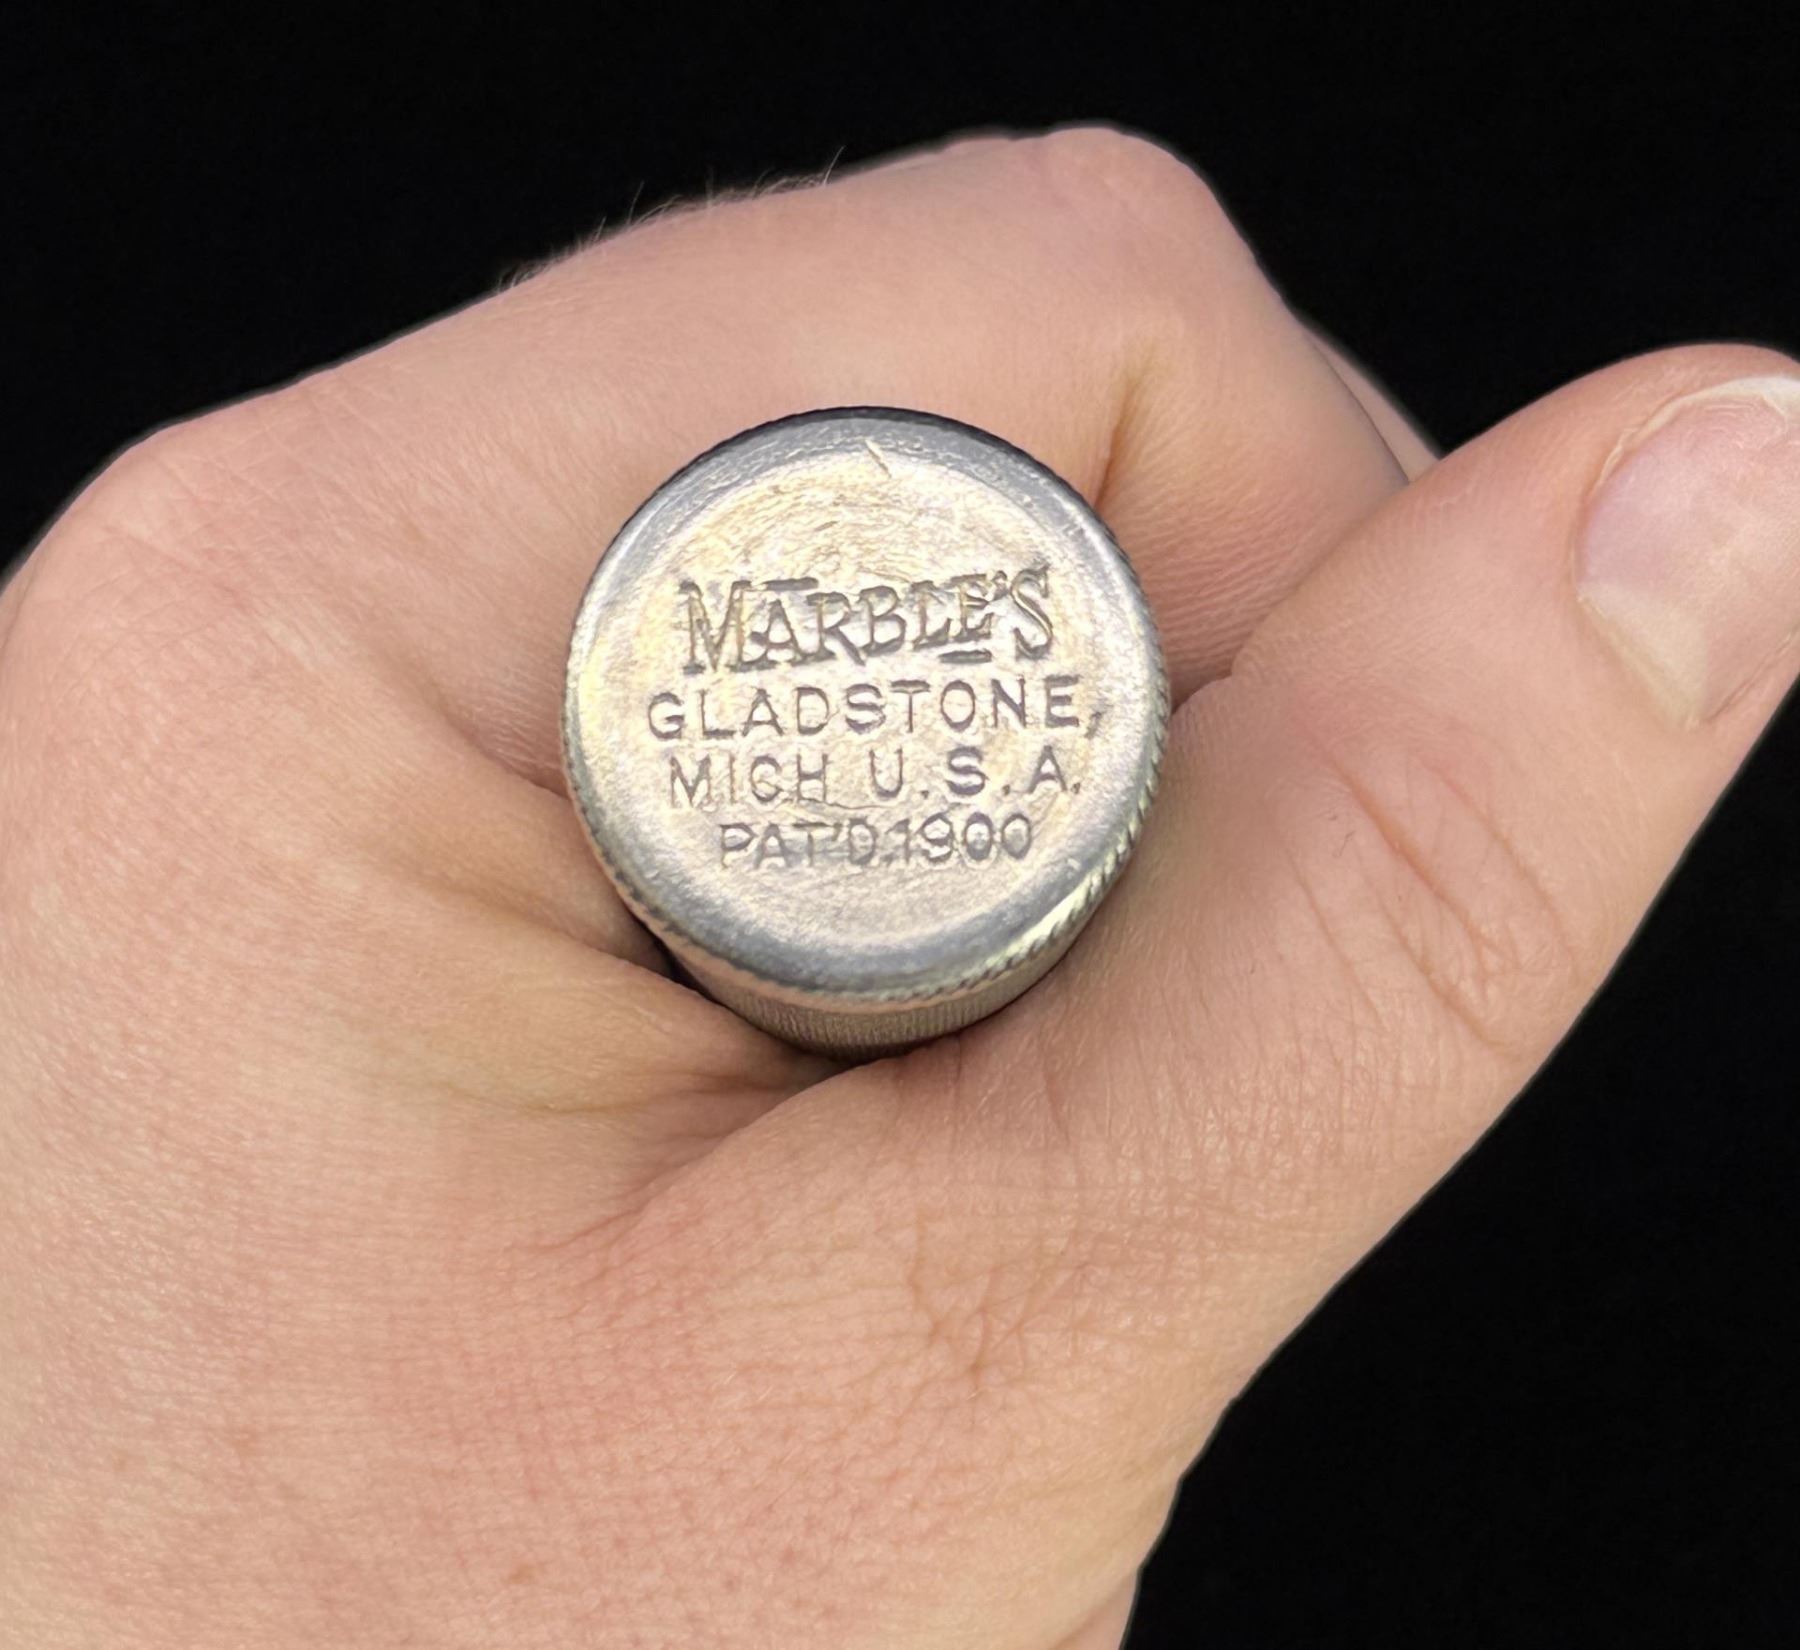 MARBLE'S
GLADSTONE,
MICH U.S.A.
PAT'D.1900